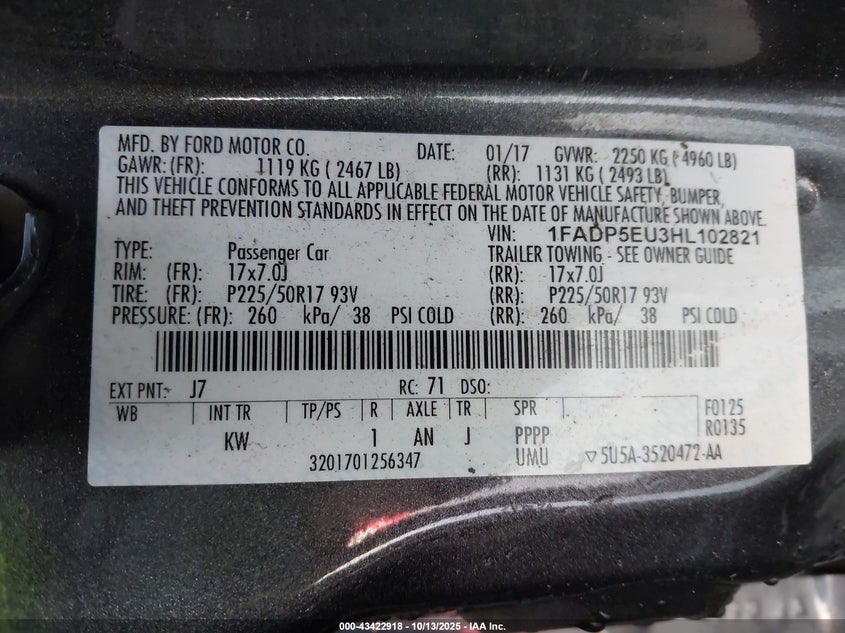 MFD. BY FORD MOTOR CO. DATE: 01/17 GVWR: 2250 KG ( 4960 LB)
GAWR: (FR): 1119 KG ( 2467 LB) (RR): 1131 KG ( 2493 LB)
THIS VEHICLE CONFORMS TO ALL APPLICABLE FEDERAL MOTOR VEHICLE SAFETY, BUMPER,
AND THEFT PREVENTION STANDARDS IN EFFECT ON THE DATE OF MANUFACTURE SHOWN ABOVE.
VIN: 1FADP5EU3HL102821
TYPE: Passenger Car TRAILER TOWING - SEE OWNER GUIDE
RIM: (FR): 17x7.0J (RR): 17x7.0J
TIRE: (FR): P225/50R17 93V (RR): P225/50R17 93V
PRESSURE: (FR): 260 kPa/ 38 PSI COLD (RR): 260 kPa/ 38 PSI COLD
EXT PNT: J7 RC: 71 DSO:
WB INT TR TP/PS R AXLE TR SPR F0125
KW 1 AN J PPPP R0135
3201701256347 UMU ▽5U5A-3520472-AA
000-43422918 - 10/13/2025 - IAA Inc.